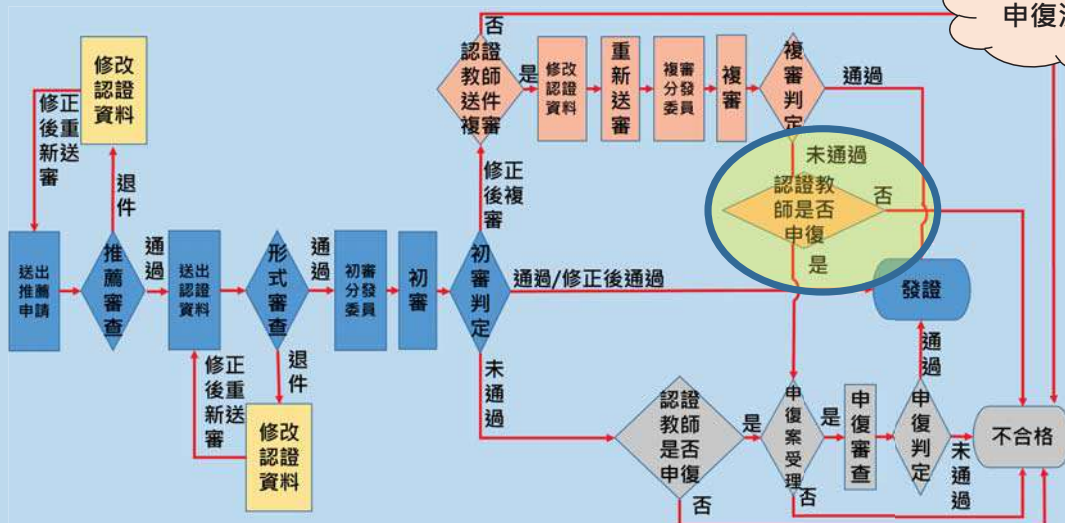 申復
否
認證
教師
送件
複審
是
修改
認證
資料
重新送審
複審
分發
委員
複審
複審判定
通過
未通過
認證教
師是否
申復
否
是
修改
認證
資料
修正
後重
新送
審
退件
修正
後複
審
送出
推薦
申請
推薦審查
通過
送出
認證
資料
形式審查
通過
初審
分發
委員
初審
初審判定
通過/修正後通過
發證
修正
後重
新送
審
退件
修改
認證
資料
未通過
認證
教師
是否
申復
是
否
申復案受理
是
否
申復審查
申復判定
通過
未通過
不合格